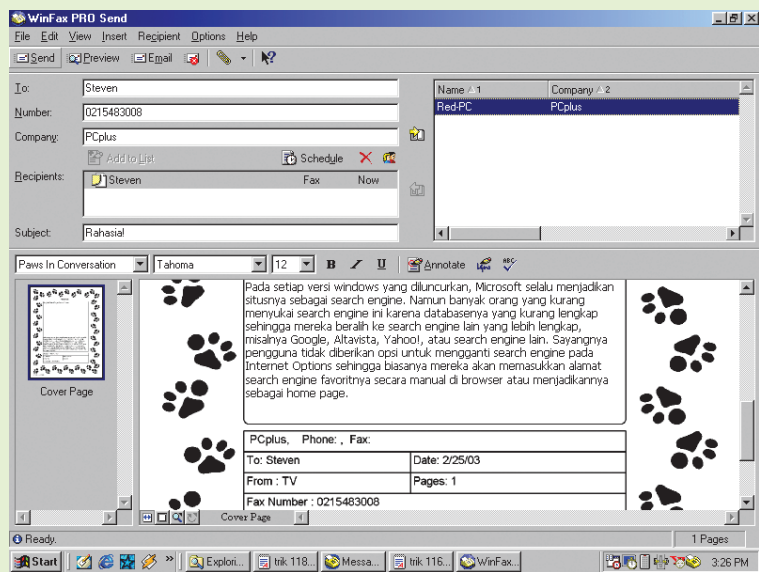 WinFax PRO Send
File Edit View Insert Recipient Options Help
Send Preview Email
To: Steven
Number: 0215483008
Company: PCplus
Add to List Schedule
Recipients: Steven Fax Now
Subject: Rahasia!
Name 1 Company 2
Red-PC PCplus
Paws In Conversation Tahoma 12 B I U Annotate ABC
Pada setiap versi windows yang diluncurkan, Microsoft selalu menjadikan
situsnya sebagai search engine. Namun banyak orang yang kurang
menyukai search engine ini karena databasenya yang kurang lengkap
sehingga mereka beralih ke search engine lain yang lebih lengkap,
misalnya Google, Altavista, Yahoo!, atau search engine lain. Sayangnya
pengguna tidak diberikan opsi untuk mengganti search engine pada
Internet Options sehingga biasanya mereka akan memasukkan alamat
search engine favoritnya secara manual di browser atau menjadikannya
sebagai home page.
Cover Page
PCplus, Phone: , Fax:
To: Steven Date: 2/25/03
From : TV Pages: 1
Fax Number : 0215483008
Cover Page
Ready. 1 Pages
Start » Explori... trik 118... Messa... trik 116... WinFax... 3:26 PM